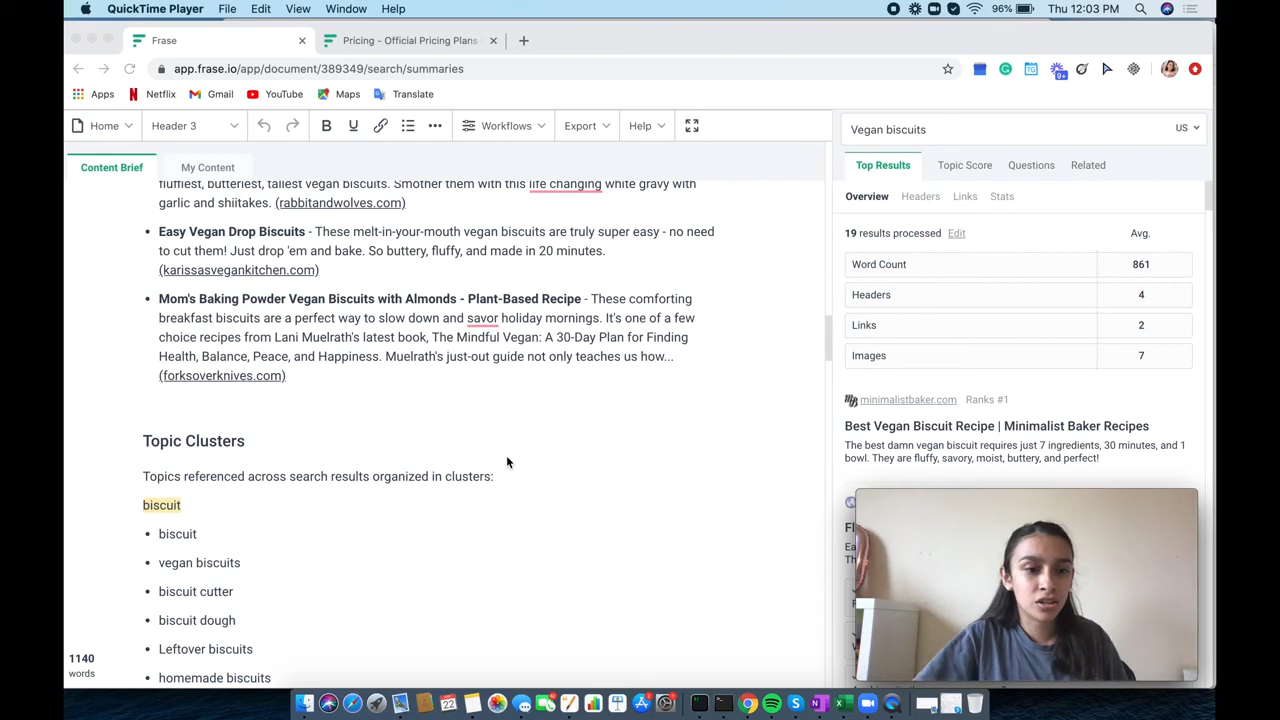 QuickTime Player File Edit View Window Help 96% Thu 12:03 PM
Frase Pricing - Official Pricing Plans
app.frase.io/app/document/389349/search/summaries
9+
Apps Netflix Gmail YouTube Maps Translate
Home Header 3 B U Workflows Export Help
Vegan biscuits US
Content Brief My Content
Top Results Topic Score Questions Related
fluffiest, butteriest, tallest vegan biscuits. Smother them with this life changing white gravy with
garlic and shiitakes. (rabbitandwolves.com)
Easy Vegan Drop Biscuits - These melt-in-your-mouth vegan biscuits are truly super easy - no need
to cut them! Just drop 'em and bake. So buttery, fluffy, and made in 20 minutes.
(karissasvegankitchen.com)
Mom's Baking Powder Vegan Biscuits with Almonds - Plant-Based Recipe - These comforting
breakfast biscuits are a perfect way to slow down and savor holiday mornings. It's one of a few
choice recipes from Lani Muelrath's latest book, The Mindful Vegan: A 30-Day Plan for Finding
Health, Balance, Peace, and Happiness. Muelrath's just-out guide not only teaches us how...
(forksoverknives.com)
Topic Clusters
Topics referenced across search results organized in clusters:
biscuit
biscuit
vegan biscuits
biscuit cutter
biscuit dough
Leftover biscuits
homemade biscuits
1140
words
Overview Headers Links Stats
19 results processed Edit Avg.
Word Count 861
Headers 4
Links 2
Images 7
minimalistbaker.com Ranks #1
Best Vegan Biscuit Recipe | Minimalist Baker Recipes
The best damn vegan biscuit requires just 7 ingredients, 30 minutes, and 1
bowl. They are fluffy, savory, moist, buttery, and perfect!